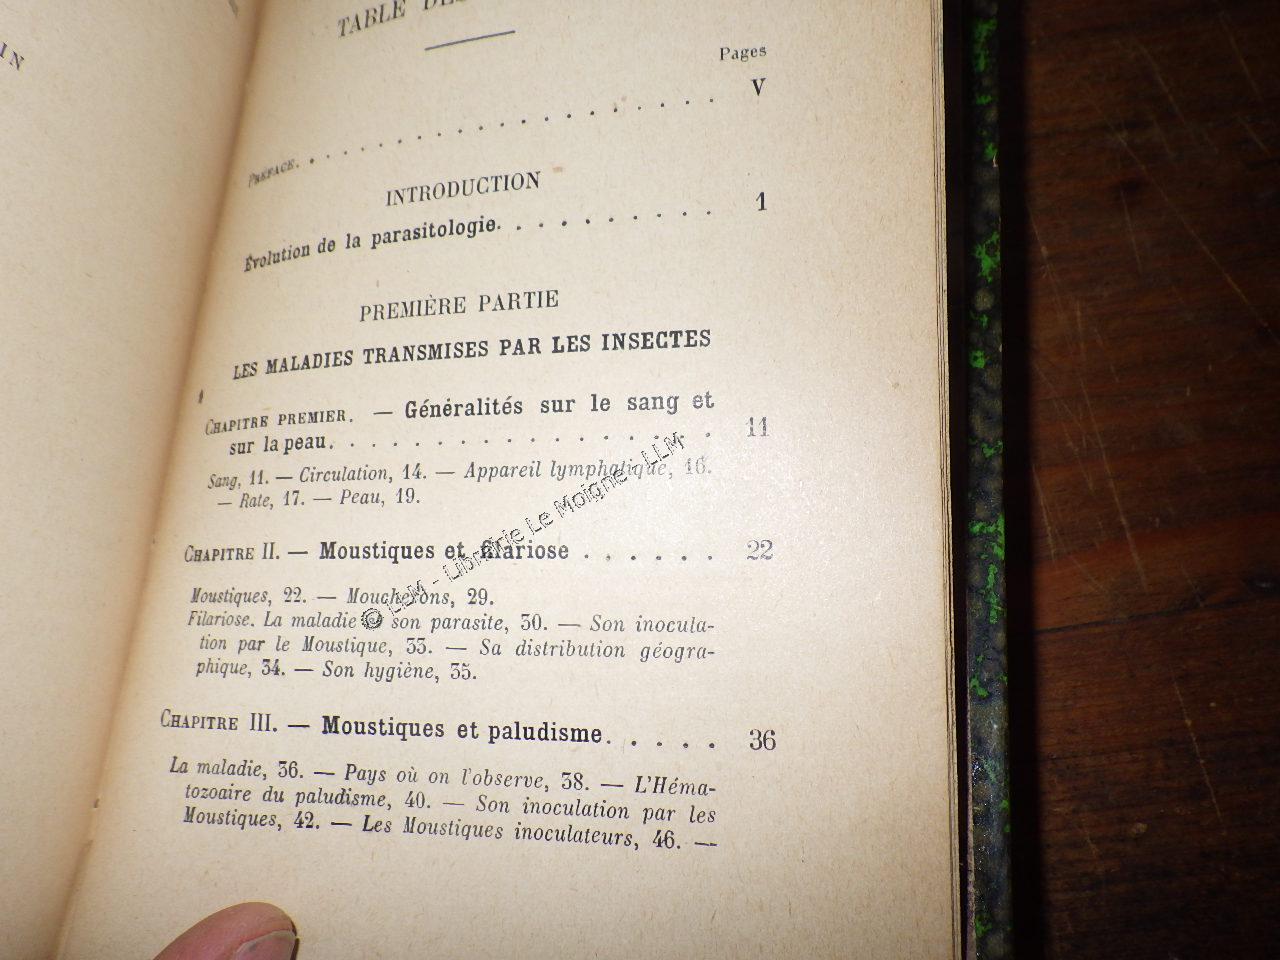 IN
TABLE DES
Pages
PRÉFACE. . . . . . . . . . . . . . . . . . . . . V
INTRODUCTION
Évolution de la parasitologie. . . . . . . . . . . 1
PREMIÈRE PARTIE
LES MALADIES TRANSMISES PAR LES INSECTES
CHAPITRE PREMIER. — Généralités sur le sang et
sur la peau. . . . . . . . . . . . . . . . . . . 11
Sang, 11. — Circulation, 14. — Appareil lymphatique, 16.
— Rate, 17. — Peau, 19.
CHAPITRE II. — Moustiques et filariose . . . . . . . 22
Moustiques, 22. — Moucherons, 29.
Filariose. La maladie et son parasite, 30. — Son inocula-
tion par le Moustique, 33. — Sa distribution géogra-
phique, 34. — Son hygiène, 35.
CHAPITRE III. — Moustiques et paludisme. . . . . . 36
La maladie, 36. — Pays où on l'observe, 38. — L'Héma-
tozoaire du paludisme, 40. — Son inoculation par les
Moustiques, 42. — Les Moustiques inoculateurs, 46. —
© LLM - Librairie Le Moigne - LLM